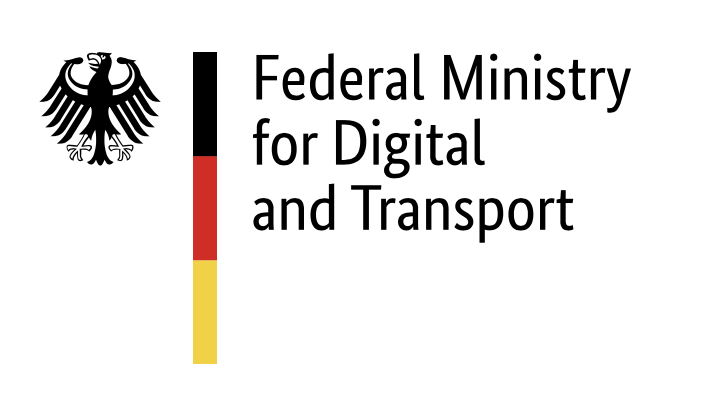 Federal Ministry
for Digital
and Transport